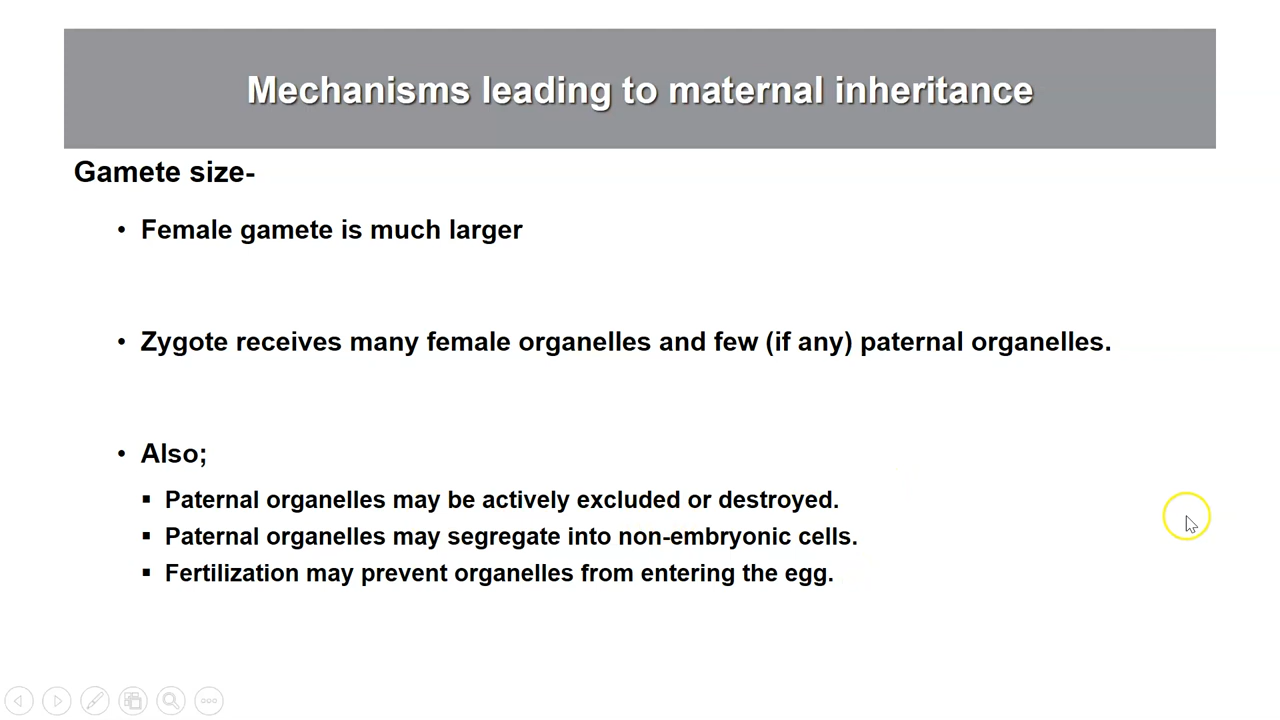 Mechanisms leading to maternal inheritance
Gamete size-
• Female gamete is much larger
• Zygote receives many female organelles and few (if any) paternal organelles.
• Also;
▪ Paternal organelles may be actively excluded or destroyed.
▪ Paternal organelles may segregate into non-embryonic cells.
▪ Fertilization may prevent organelles from entering the egg.